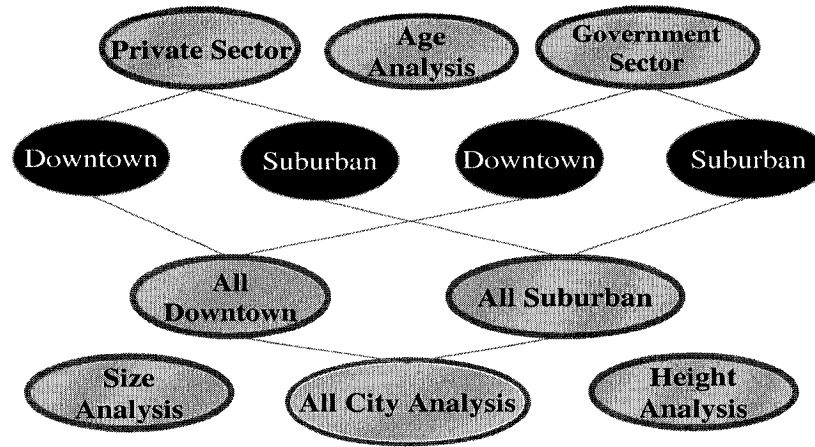 Private Sector
Age
Analysis
Government
Sector
Downtown
Suburban
Downtown
Suburban
All
Downtown
All Suburban
Size
Analysis
All City Analysis
Height
Analysis